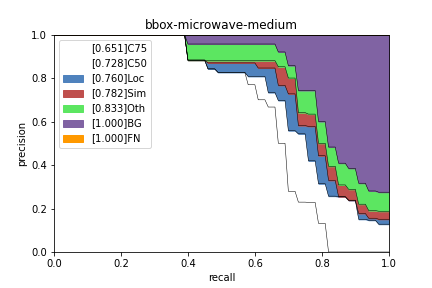 bbox-microwave-medium
[0.651]C75
[0.728]C50
[0.760]Loc
[0.782]Sim
[0.833]Oth
[1.000]BG
[1.000]FN
precision
1.0
0.8
0.6
0.4
0.2
0.0
0.0 0.2 0.4 0.6 0.8 1.0
recall